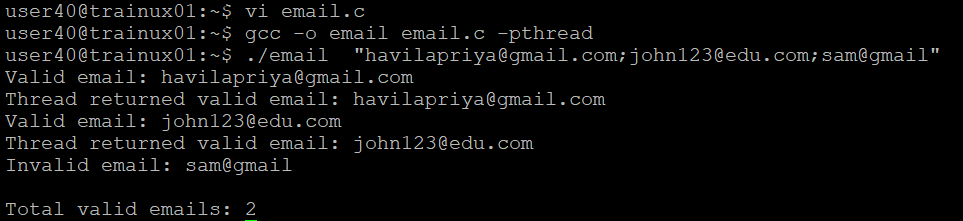 user40@trainux01:~$ vi email.c
user40@trainux01:~$ gcc -o email email.c -pthread
user40@trainux01:~$ ./email  "havilapriya@gmail.com;john123@edu.com;sam@gmail"
Valid email: havilapriya@gmail.com
Thread returned valid email: havilapriya@gmail.com
Valid email: john123@edu.com
Thread returned valid email: john123@edu.com
Invalid email: sam@gmail

Total valid emails: 2